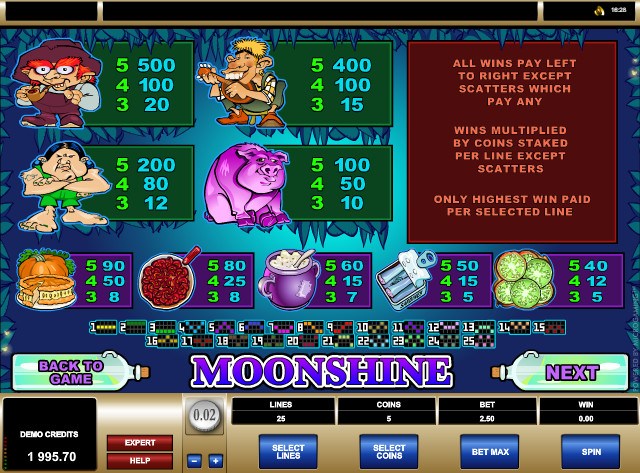 16:28
5 500
4 100
3 20
5 400
4 100
3 15
ALL WINS PAY LEFT
TO RIGHT EXCEPT
SCATTERS WHICH
PAY ANY
WINS MULTIPLIED
BY COINS STAKED
PER LINE EXCEPT
SCATTERS
ONLY HIGHEST WIN PAID
PER SELECTED LINE
5 200
4 80
3 12
5 100
4 50
3 10
5 90
4 50
3 8
5 80
4 25
3 8
5 60
4 15
3 7
5 50
4 15
3 5
5 40
4 12
3 5
1 2 3 4 5 6 7 8 9 10 11 12 13 14 15
16 17 18 19 20 21 22 23 24 25
BACK TO
GAME
MOONSHINE
NEXT
DEMO CREDITS
1 995.70
EXPERT
HELP
0.02
LINES
25
COINS
5
BET
2.50
WIN
0.00
SELECT
LINES
SELECT
COINS
BET MAX
SPIN